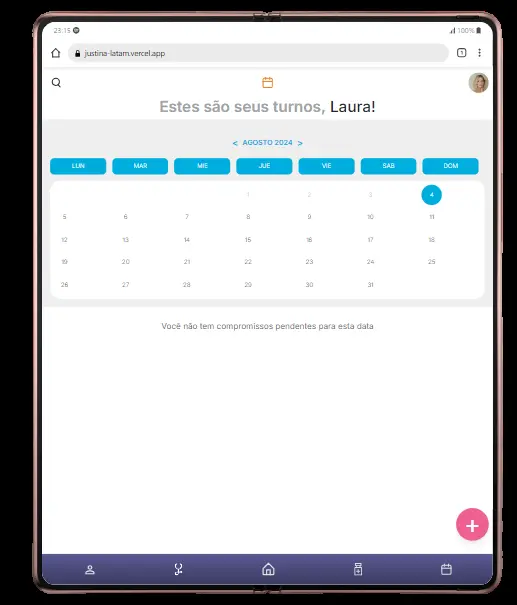 23:15
100%
justina-latam.vercel.app
1
Estes são seus turnos, Laura!
< AGOSTO 2024 >
LUN MAR MIE JUE VIE SAB DOM
1 2 3 4
5 6 7 8 9 10 11
12 13 14 15 16 17 18
19 20 21 22 23 24 25
26 27 28 29 30 31
Você não tem compromissos pendentes para esta data
+